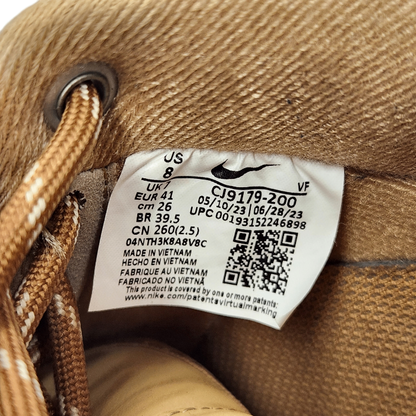 US 8 VF
UK 7 CJ9179-200
EUR 41 05/10/23 | 06/28/23
cm 26 UPC 00193152246898
BR 39.5
CN 260(2.5)
04NTH3K8A8V8C
MADE IN VIETNAM
HECHO EN VIETNAM
FABRIQUE AU VIETNAM
FABRICADO NO VIETNÃ
This product is covered by one or more patents:
www.nike.com/patentsvirtualmarking